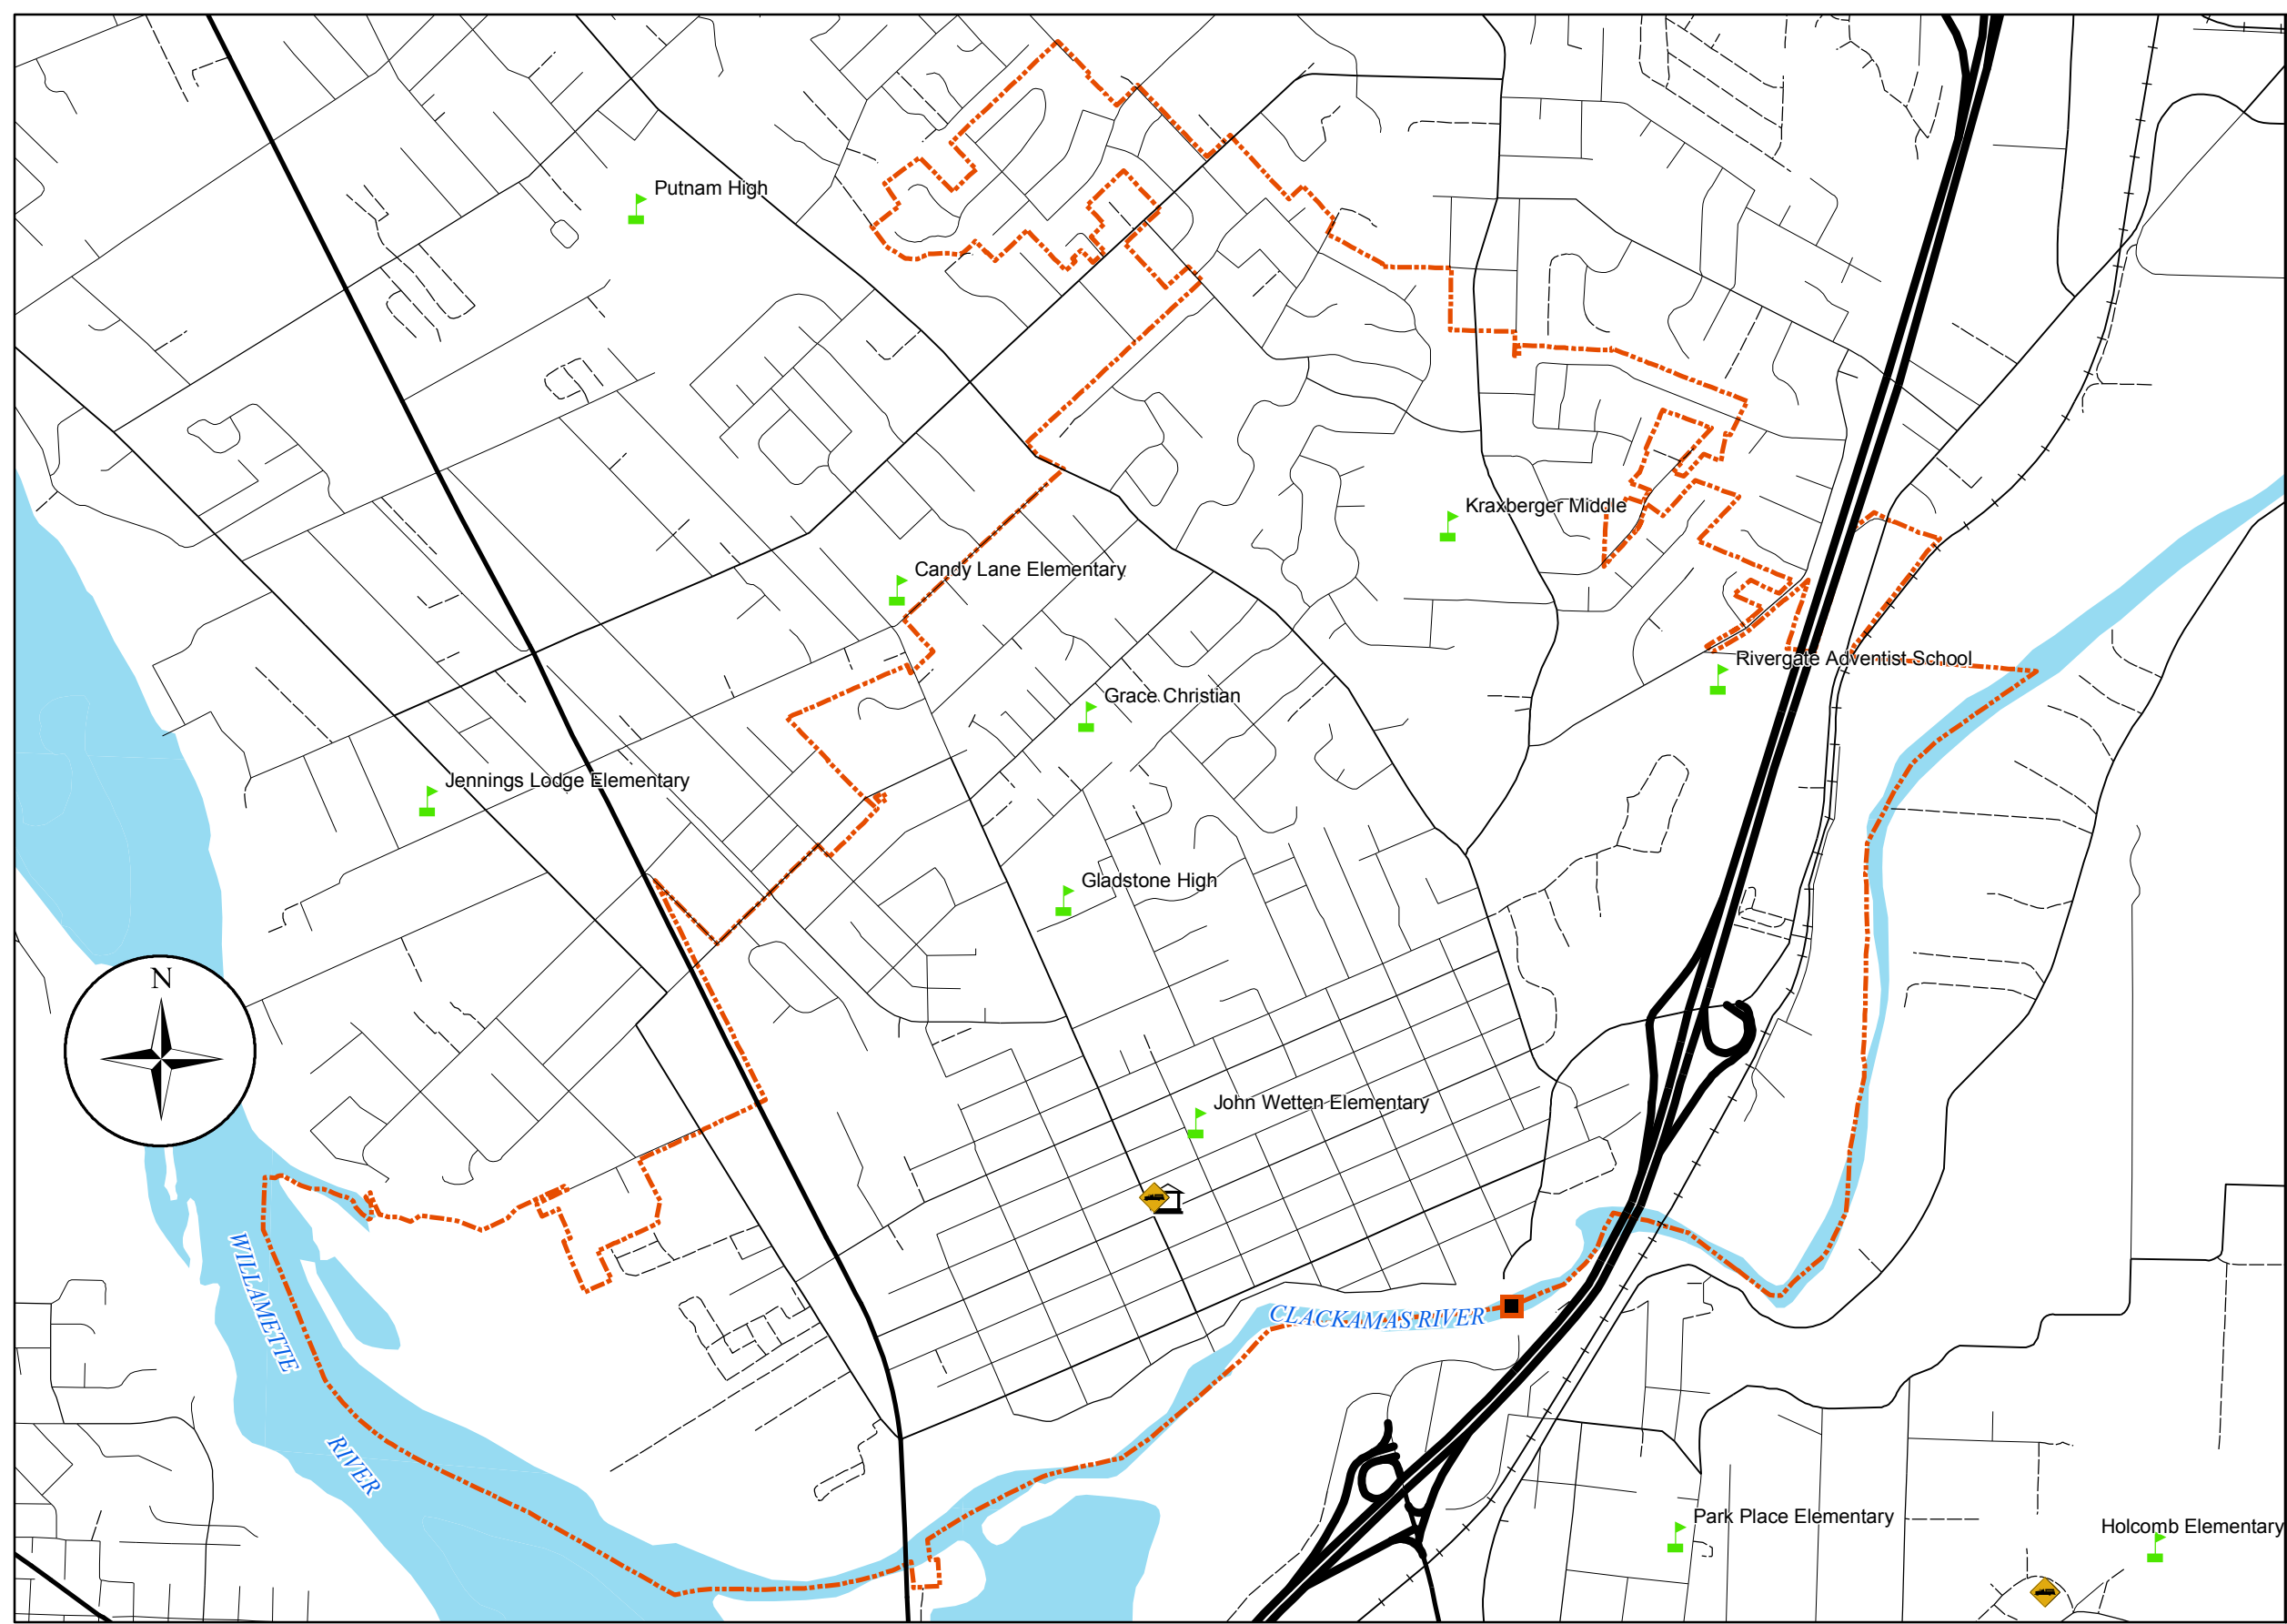 Putnam High
Kraxberger Middle
Candy Lane Elementary
Rivergate Adventist School
Grace Christian
Jennings Lodge Elementary
Gladstone High
N
John Wetten Elementary
WILLAMETTE
RIVER
CLACKAMAS RIVER
Park Place Elementary
Holcomb Elementary